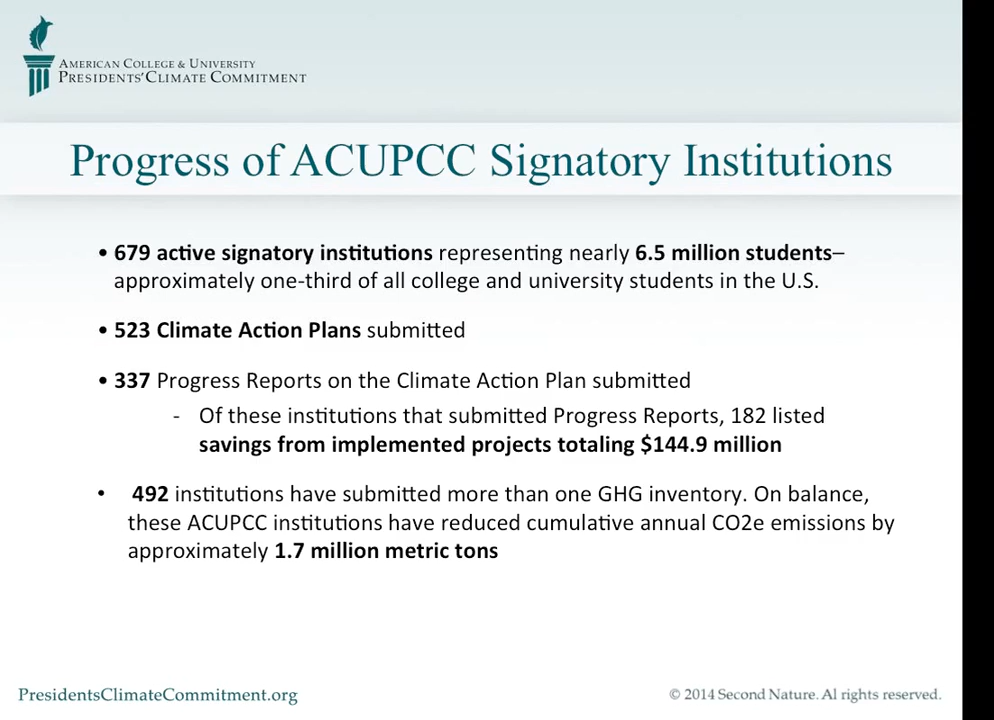 AMERICAN COLLEGE & UNIVERSITY
PRESIDENTS' CLIMATE COMMITMENT
Progress of ACUPCC Signatory Institutions
• 679 active signatory institutions representing nearly 6.5 million students–
approximately one-third of all college and university students in the U.S.
• 523 Climate Action Plans submitted
• 337 Progress Reports on the Climate Action Plan submitted
- Of these institutions that submitted Progress Reports, 182 listed
savings from implemented projects totaling $144.9 million
• 492 institutions have submitted more than one GHG inventory. On balance,
these ACUPCC institutions have reduced cumulative annual CO2e emissions by
approximately 1.7 million metric tons
PresidentsClimateCommitment.org
© 2014 Second Nature. Al rights reserved.